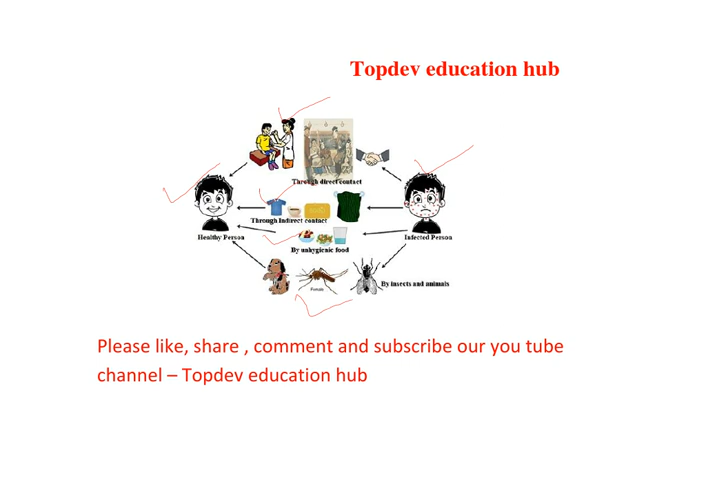 Topdev education hub
Through direct contact
Through Indirect contact
Healthy Person
Infected Person
By unhygienic food
By insects and animals
Female
Please like, share , comment and subscribe our you tube
channel – Topdev education hub